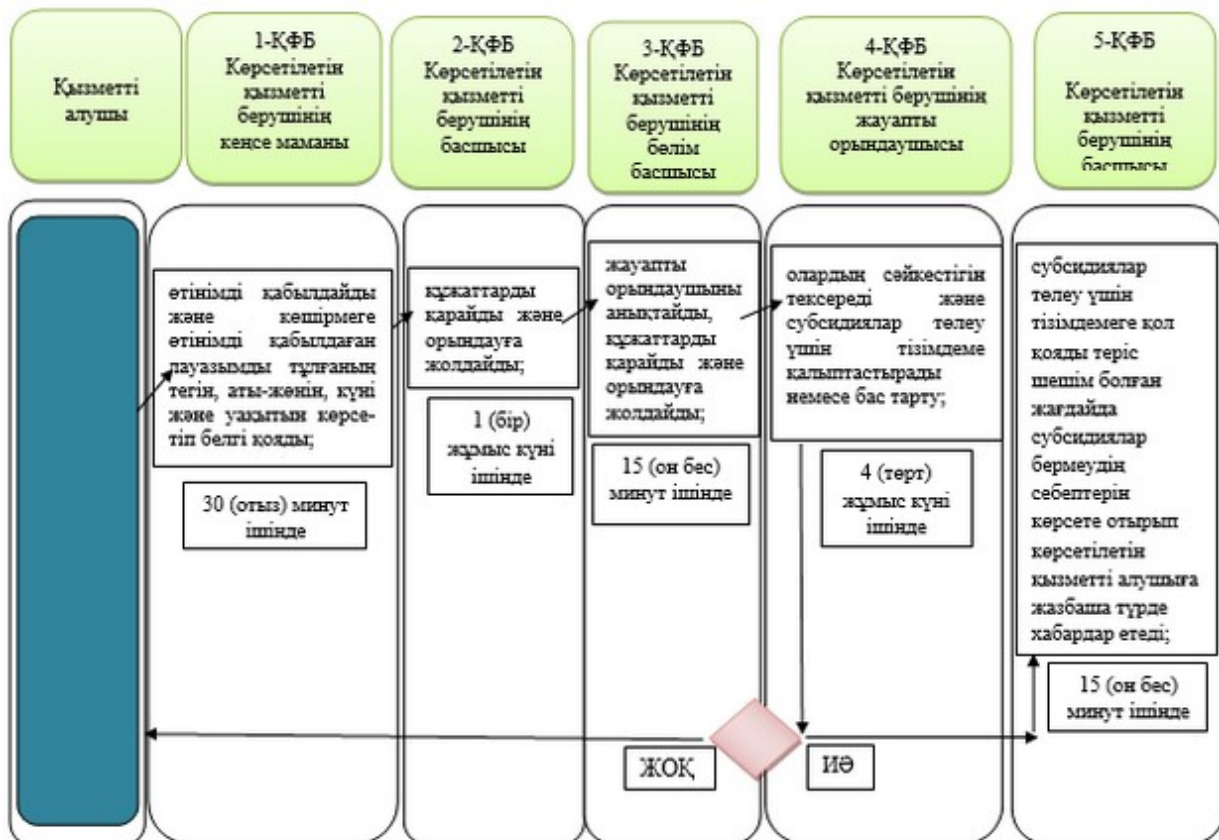 Қызметті
алушы
1-ҚФБ
Көрсетілетін
қызметті
берушінің
кеңсе маманы
2-ҚФБ
Көрсетілетін
қызметті
берушінің
басшысы
3-ҚФБ
Көрсетілетін
қызметті
берушінің
бөлім
басшысы
4-ҚФБ
Көрсетілетін
қызметті берушінің
жауапты
орындаушысы
5-ҚФБ
Көрсетілетін
қызметті
берушінің
басшысы
өтінімді қабылдайды
және көшірмеге
өтінімді қабылдаған
лауазымды тұлғаның
тегін, аты-жөнін, күні
және уақытын көрсе-
тіп белгі қояды;
30 (отыз) минут
ішінде
құжаттарды
қарайды және
орындауға
жолдайды;
1 (бір)
жұмыс күні
ішінде
жауапты
орындаушыны
анықтайды,
құжаттарды
қарайды және
орындауға
жолдайды;
15 (он бес)
минут ішінде
олардың сәйкестігін
тексереді және
субсидиялар төлеу
үшін тізімдеме
қалыптастырады
немесе бас тарту;
4 (төрт)
жұмыс күні
ішінде
субсидиялар
төлеу үшін
тізімдемеге қол
қояды теріс
шешім болған
жағдайда
субсидиялар
бермеудің
себептерін
көрсете отырып
көрсетілетін
қызметті алушыға
жазбаша түрде
хабардар етеді;
15 (он бес)
минут ішінде
ЖОҚ
ИӘ